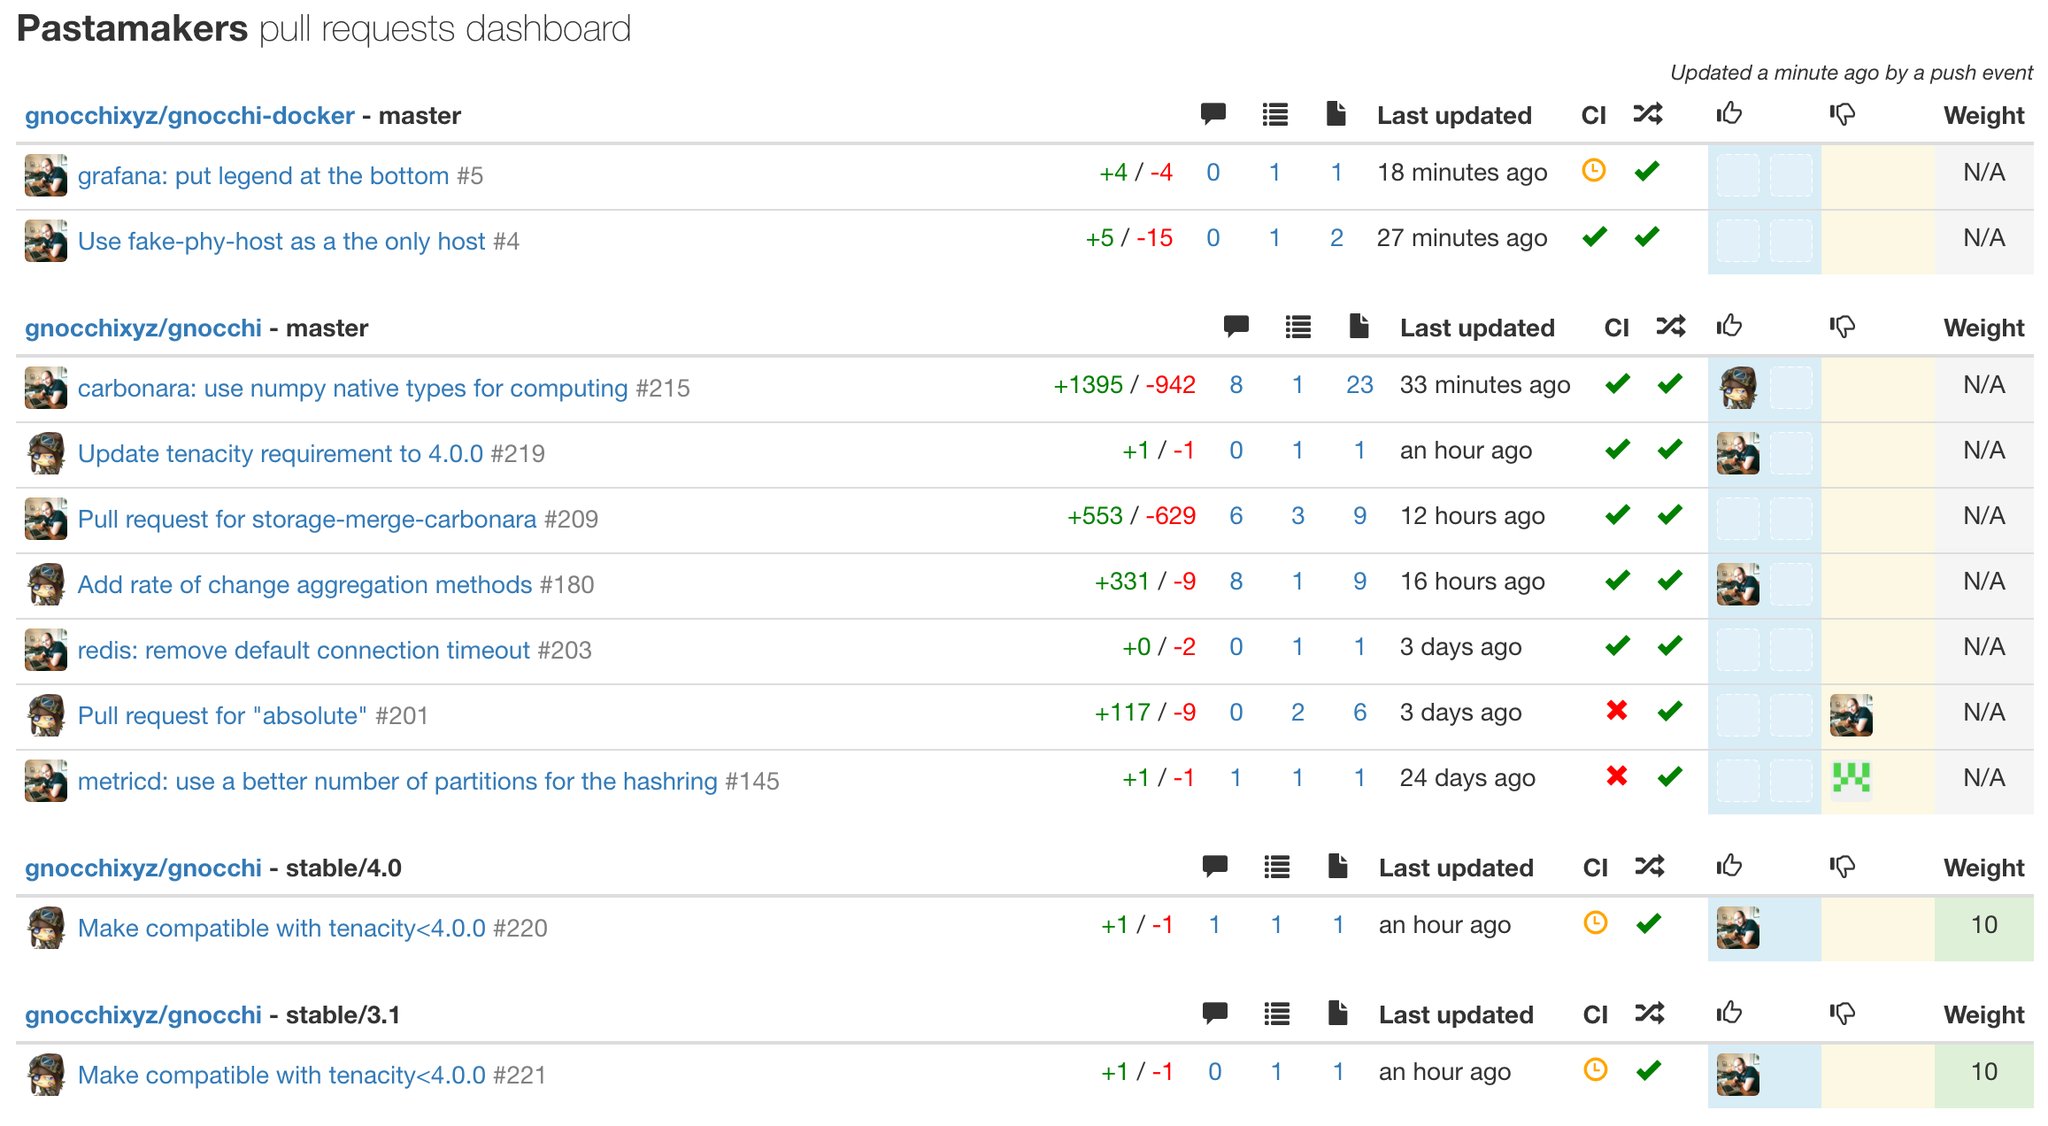 Pastamakers pull requests dashboard
Updated a minute ago by a push event
gnocchixyz/gnocchi-docker - master Last updated CI Weight
grafana: put legend at the bottom #5 +4 / -4 0 1 1 18 minutes ago N/A
Use fake-phy-host as a the only host #4 +5 / -15 0 1 2 27 minutes ago N/A
gnocchixyz/gnocchi - master Last updated CI Weight
carbonara: use numpy native types for computing #215 +1395 / -942 8 1 23 33 minutes ago N/A
Update tenacity requirement to 4.0.0 #219 +1 / -1 0 1 1 an hour ago N/A
Pull request for storage-merge-carbonara #209 +553 / -629 6 3 9 12 hours ago N/A
Add rate of change aggregation methods #180 +331 / -9 8 1 9 16 hours ago N/A
redis: remove default connection timeout #203 +0 / -2 0 1 1 3 days ago N/A
Pull request for "absolute" #201 +117 / -9 0 2 6 3 days ago N/A
metricd: use a better number of partitions for the hashring #145 +1 / -1 1 1 1 24 days ago N/A
gnocchixyz/gnocchi - stable/4.0 Last updated CI Weight
Make compatible with tenacity<4.0.0 #220 +1 / -1 1 1 1 an hour ago 10
gnocchixyz/gnocchi - stable/3.1 Last updated CI Weight
Make compatible with tenacity<4.0.0 #221 +1 / -1 0 1 1 an hour ago 10